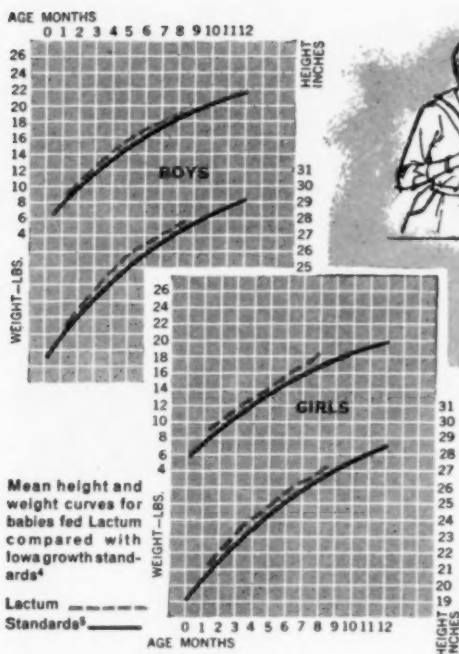 AGE MONTHS
0 1 2 3 4 5 6 7 8 9 10 11 12
HEIGHT
INCHES
26
24
22
20
18
16
14
12
10
8
6
4
WEIGHT—LBS.
BOYS
31
30
29
28
27
26
25
26
24
22
20
18
16
14
12
10
8
6
4
WEIGHT—LBS.
GIRLS
31
30
29
28
27
26
25
24
23
22
21
20
19
HEIGHT
INCHES
0 1 2 3 4 5 6 7 8 9 10 11 12
AGE MONTHS
Mean height and
weight curves for
babies fed Lactum
compared with
Iowa growth stand-
ards⁴
Lactum
Standards⁵